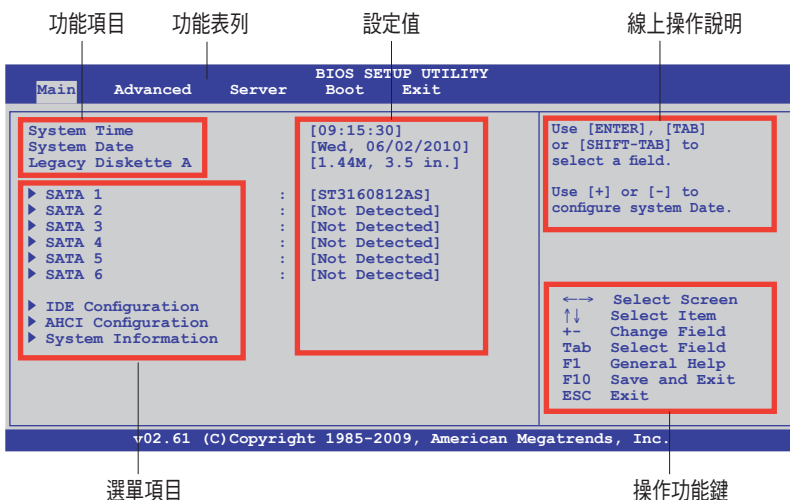 功能項目 功能表列 設定值 線上操作說明
BIOS SETUP UTILITY
Main Advanced Server Boot Exit
System Time [09:15:30]
System Date [Wed, 06/02/2010]
Legacy Diskette A [1.44M, 3.5 in.]
SATA 1 : [ST3160812AS]
SATA 2 : [Not Detected]
SATA 3 : [Not Detected]
SATA 4 : [Not Detected]
SATA 5 : [Not Detected]
SATA 6 : [Not Detected]
IDE Configuration
AHCI Configuration
System Information
Use [ENTER], [TAB]
or [SHIFT-TAB] to
select a field.
Use [+] or [-] to
configure system Date.
←→ Select Screen
↑↓ Select Item
+- Change Field
Tab Select Field
F1 General Help
F10 Save and Exit
ESC Exit
v02.61 (C)Copyright 1985-2009, American Megatrends, Inc.
選單項目 操作功能鍵